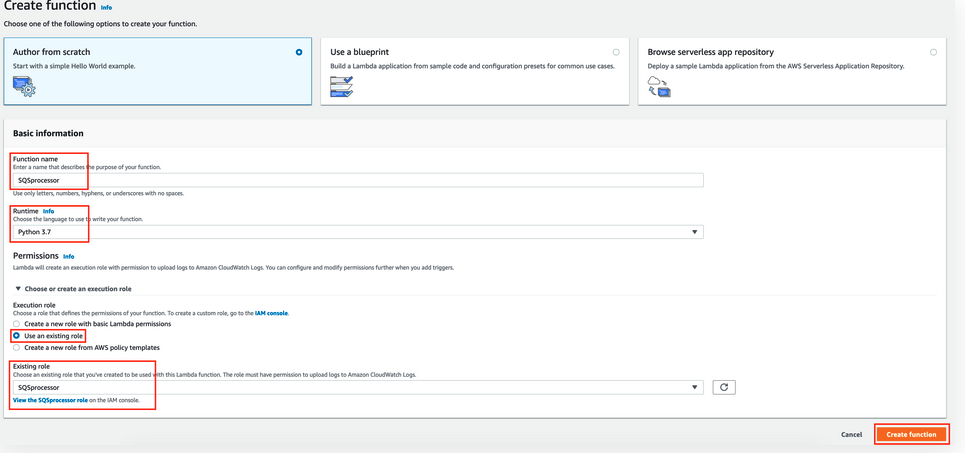 Create function Info
Choose one of the following options to create your function.
Author from scratch
Start with a simple Hello World example.
Use a blueprint
Build a Lambda application from sample code and configuration presets for common use cases.
Browse serverless app repository
Deploy a sample Lambda application from the AWS Serverless Application Repository.
Basic information
Function name
Enter a name that describes the purpose of your function.
SQSprocessor
Use only letters, numbers, hyphens, or underscores with no spaces.
Runtime Info
Choose the language to use to write your function.
Python 3.7
Permissions Info
Lambda will create an execution role with permission to upload logs to Amazon CloudWatch Logs. You can configure and modify permissions further when you add triggers.
Choose or create an execution role
Execution role
Choose a role that defines the permissions of your function. To create a custom role, go to the IAM console.
Create a new role with basic Lambda permissions
Use an existing role
Create a new role from AWS policy templates
Existing role
Choose an existing role that you've created to be used with this Lambda function. The role must have permission to upload logs to Amazon CloudWatch Logs.
SQSprocessor
View the SQSprocessor role on the IAM console.
Cancel
Create function